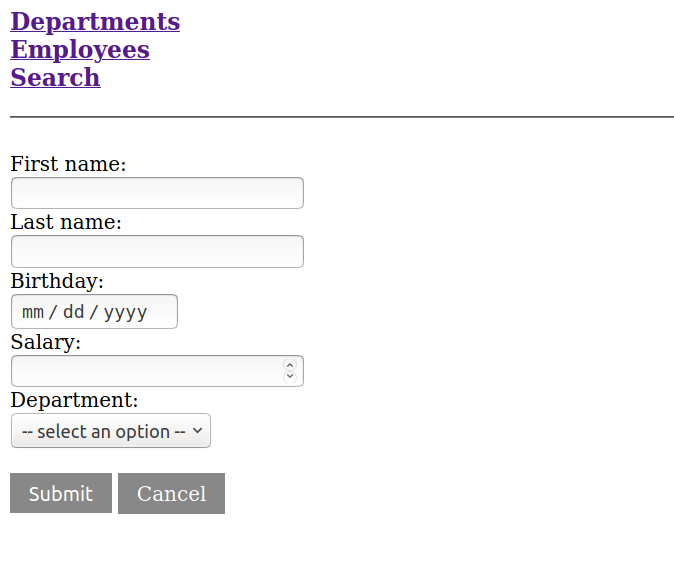 Departments
Employees
Search
First name:
Last name:
Birthday:
mm / dd / yyyy
Salary:
Department:
-- select an option --
Submit Cancel